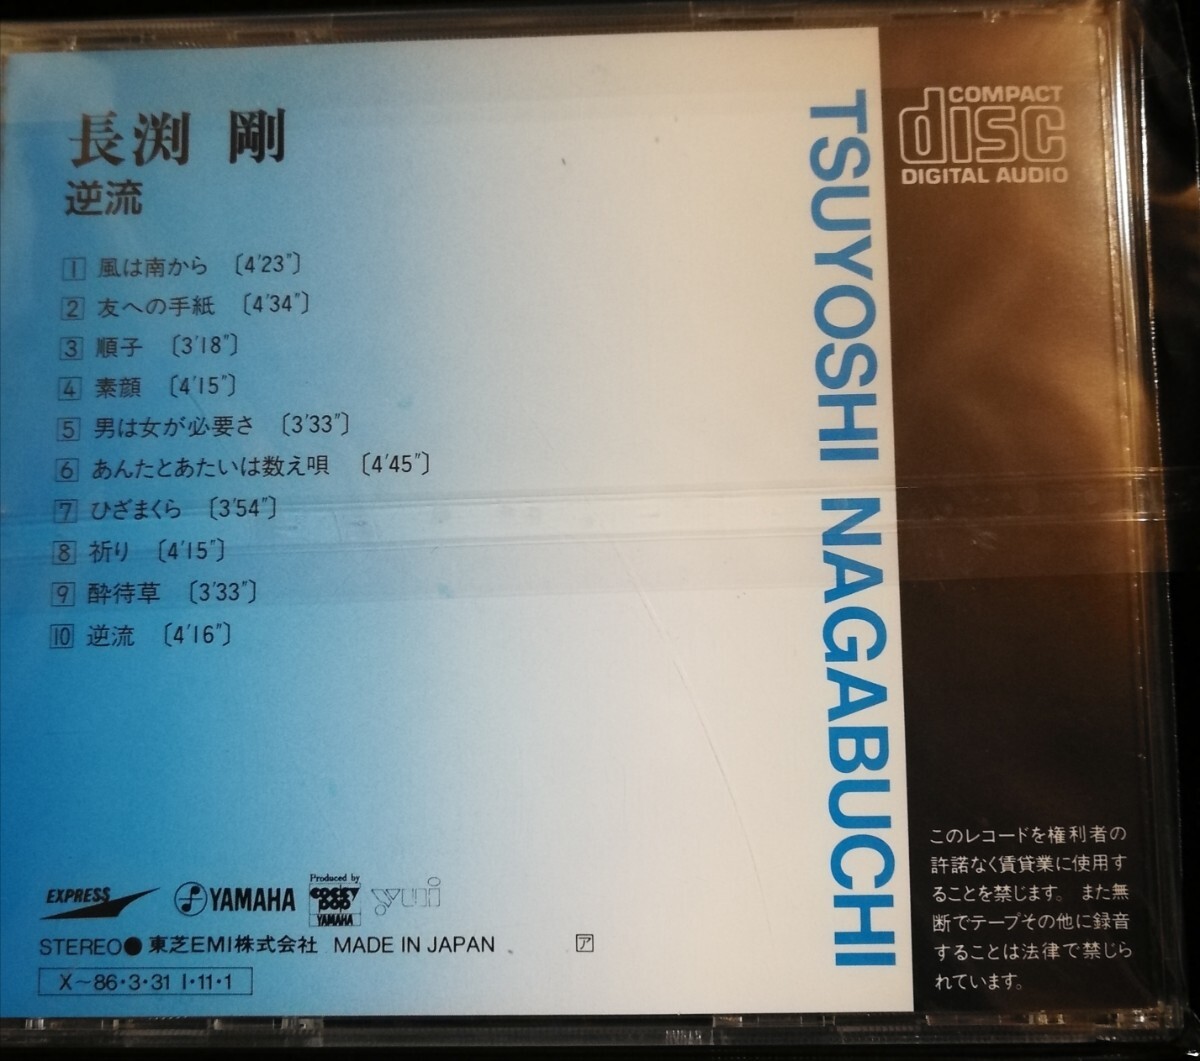 長渕 剛
逆流
1 風は南から 〔4'23"〕
2 友への手紙 〔4'34"〕
3 順子 〔3'18"〕
4 素顔 〔4'15"〕
5 男は女が必要さ 〔3'33"〕
6 あんたとあたいは数え唄 〔4'45"〕
7 ひざまくら 〔3'54"〕
8 祈り 〔4'15"〕
9 酔待草 〔3'33"〕
10 逆流 〔4'16"〕
EXPRESS
YAMAHA
Produced by
COCKY POP
YAMAHA
yui
STEREO● 東芝EMI株式会社 MADE IN JAPAN ア
X〜86・3・31 I・11・1
TSUYOSHI NAGABUCHI
COMPACT
disc
DIGITAL AUDIO
このレコードを権利者の
許諾なく賃貸業に使用す
ることを禁じます。また無
断でテープその他に録音
することは法律で禁じら
れています。